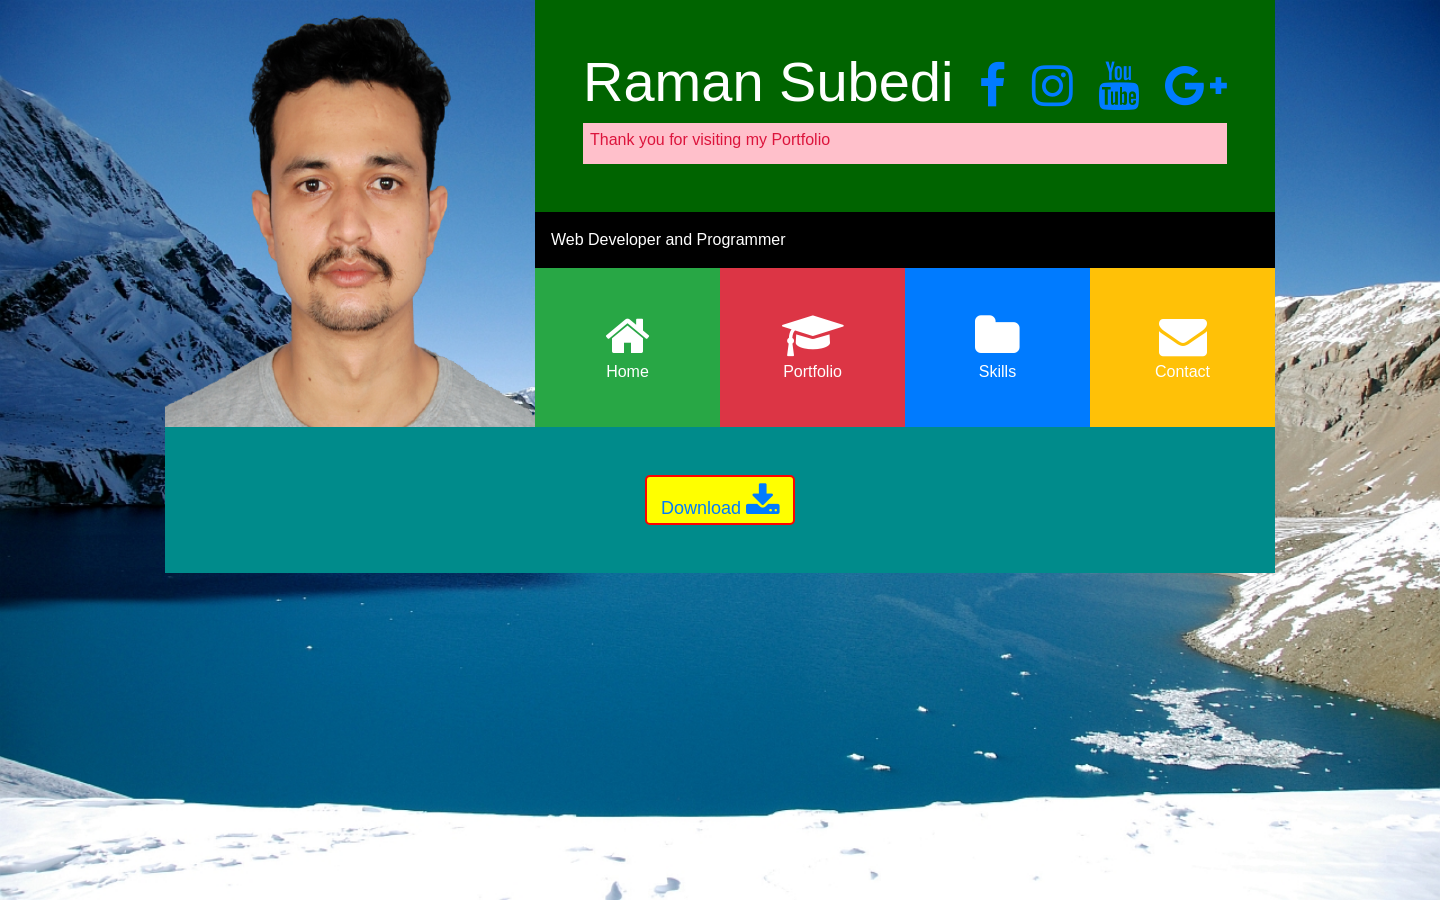 Raman Subedi
You
Tube
Thank you for visiting my Portfolio
Web Developer and Programmer
Home
Portfolio
Skills
Contact
Download